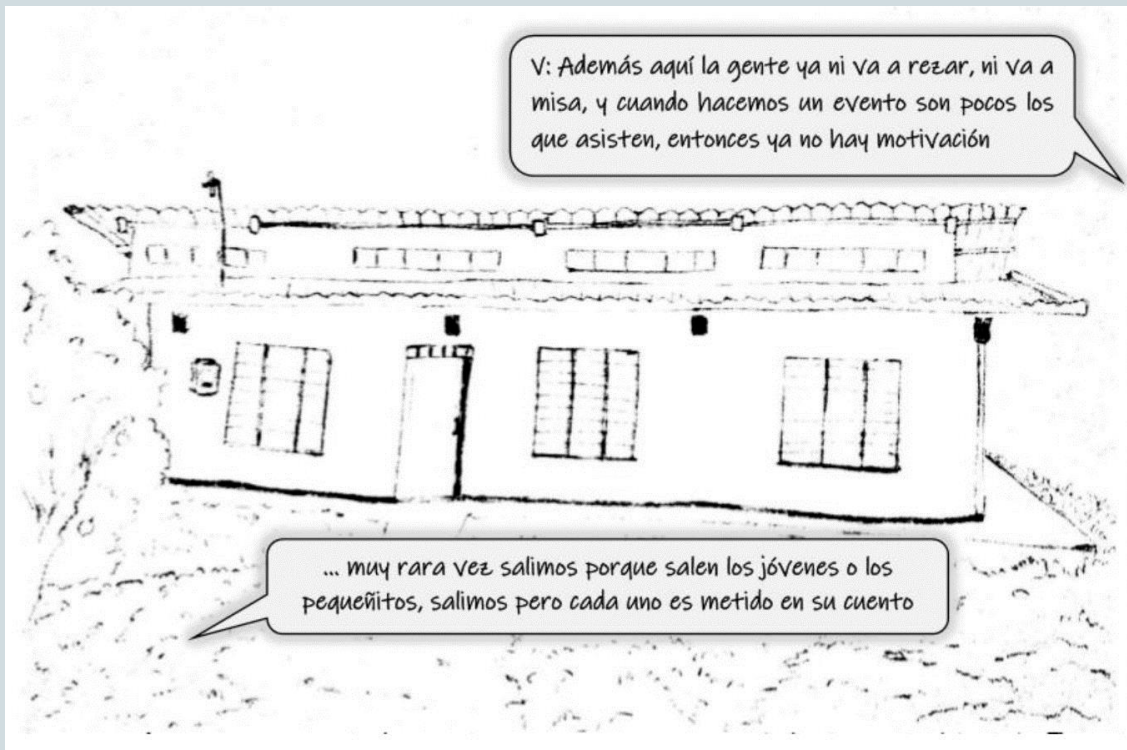 V: Además aquí la gente ya ni va a rezar, ni va a
misa, y cuando hacemos un evento son pocos los
que asisten, entonces ya no hay motivación
... muy rara vez salimos porque salen los jóvenes o los
pequeñitos, salimos pero cada uno es metido en su cuento